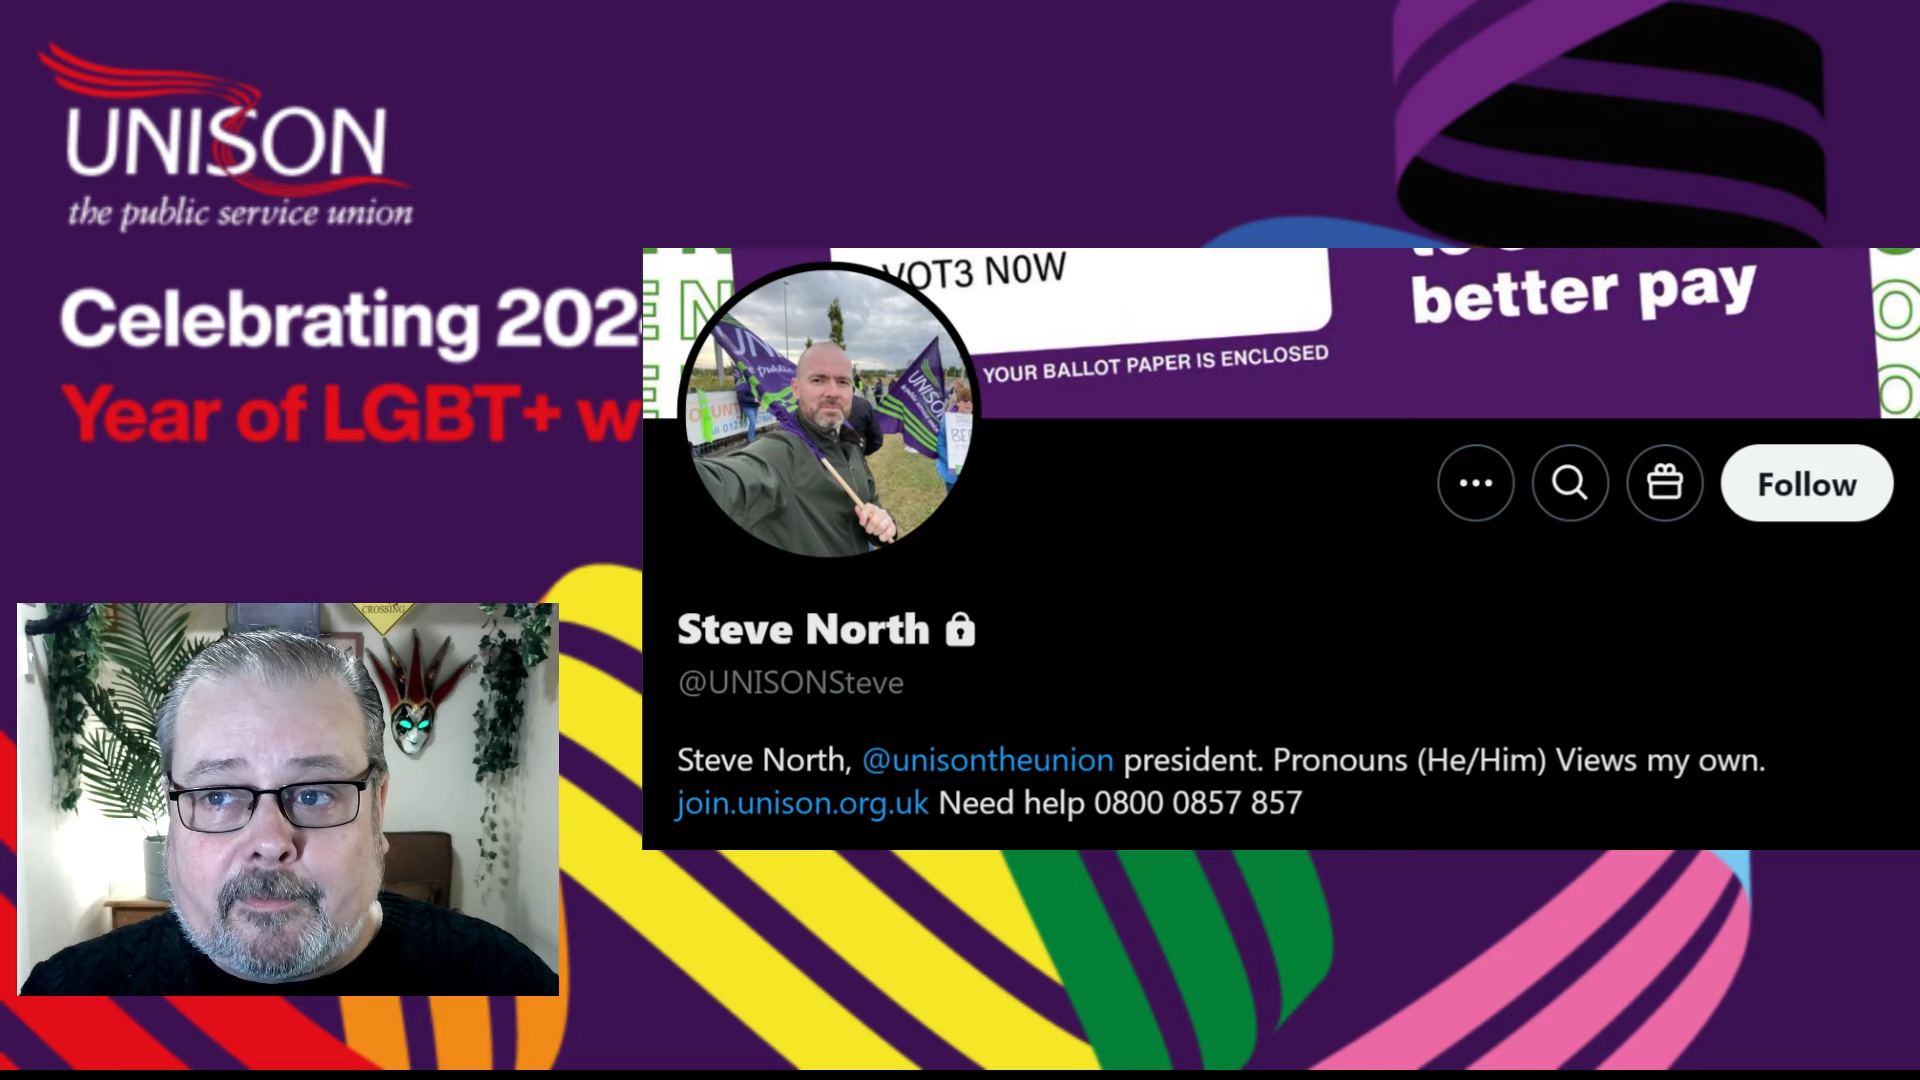 UNISON
the public service union
Celebrating 202
Year of LGBT+ w
CROSSING
VOT3 N0W
better pay
YOUR BALLOT PAPER IS ENCLOSED
UNISON
Follow
Steve North
@UNISONSteve
Steve North, @unisontheunion president. Pronouns (He/Him) Views my own.
join.unison.org.uk Need help 0800 0857 857